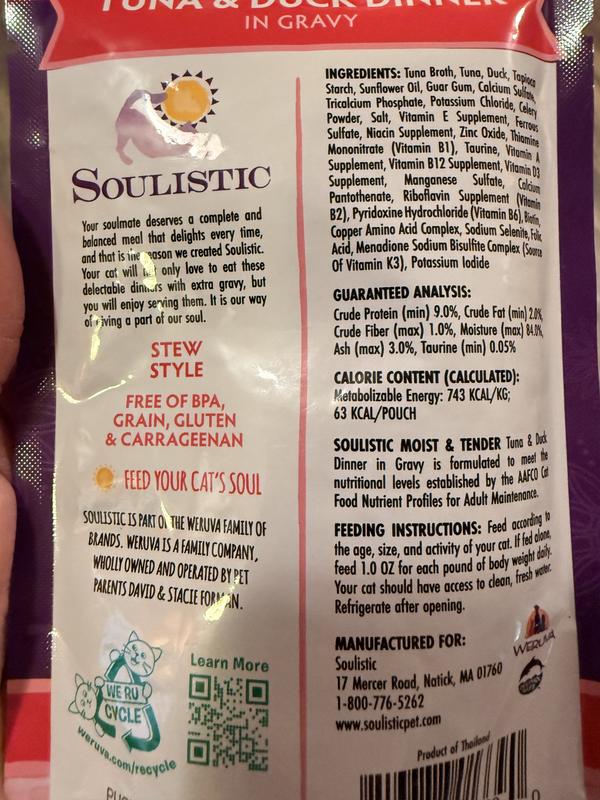 TUNA & DUCK DINNER
IN GRAVY
SOULISTIC
Your soulmate deserves a complete and
balanced meal that delights every time,
and that is the reason we created Soulistic.
Your cat will not only love to eat these
delectable dinners with extra gravy, but
you will enjoy serving them. It is our way
of giving a part of our soul.
STEW
STYLE
FREE OF BPA,
GRAIN, GLUTEN
& CARRAGEENAN
FEED YOUR CAT'S SOUL
SOULISTIC IS PART OF THE WERUVA FAMILY OF
BRANDS. WERUVA IS A FAMILY COMPANY,
WHOLLY OWNED AND OPERATED BY PET
PARENTS DAVID & STACIE FORMAN.
WE RU
CYCLE
weruva.com/recycle
Learn More
INGREDIENTS: Tuna Broth, Tuna, Duck, Tapioca
Starch, Sunflower Oil, Guar Gum, Calcium Sulfate,
Tricalcium Phosphate, Potassium Chloride, Celery
Powder, Salt, Vitamin E Supplement, Ferrous
Sulfate, Niacin Supplement, Zinc Oxide, Thiamine
Mononitrate (Vitamin B1), Taurine, Vitamin A
Supplement, Vitamin B12 Supplement, Vitamin D3
Supplement, Manganese Sulfate, Calcium
Pantothenate, Riboflavin Supplement (Vitamin
B2), Pyridoxine Hydrochloride (Vitamin B6), Biotin,
Copper Amino Acid Complex, Sodium Selenite, Folic
Acid, Menadione Sodium Bisulfite Complex (Source
Of Vitamin K3), Potassium Iodide
GUARANTEED ANALYSIS:
Crude Protein (min) 9.0%, Crude Fat (min) 2.0%,
Crude Fiber (max) 1.0%, Moisture (max) 84.0%,
Ash (max) 3.0%, Taurine (min) 0.05%
CALORIE CONTENT (CALCULATED):
Metabolizable Energy: 743 KCAL/KG;
63 KCAL/POUCH
SOULISTIC MOIST & TENDER Tuna & Duck
Dinner in Gravy is formulated to meet the
nutritional levels established by the AAFCO Cat
Food Nutrient Profiles for Adult Maintenance.
FEEDING INSTRUCTIONS: Feed according to
the age, size, and activity of your cat. If fed alone,
feed 1.0 OZ for each pound of body weight daily.
Your cat should have access to clean, fresh water.
Refrigerate after opening.
MANUFACTURED FOR:
Soulistic
17 Mercer Road, Natick, MA 01760
1-800-776-5262
www.soulisticpet.com
WERUVA
Product of Thailand